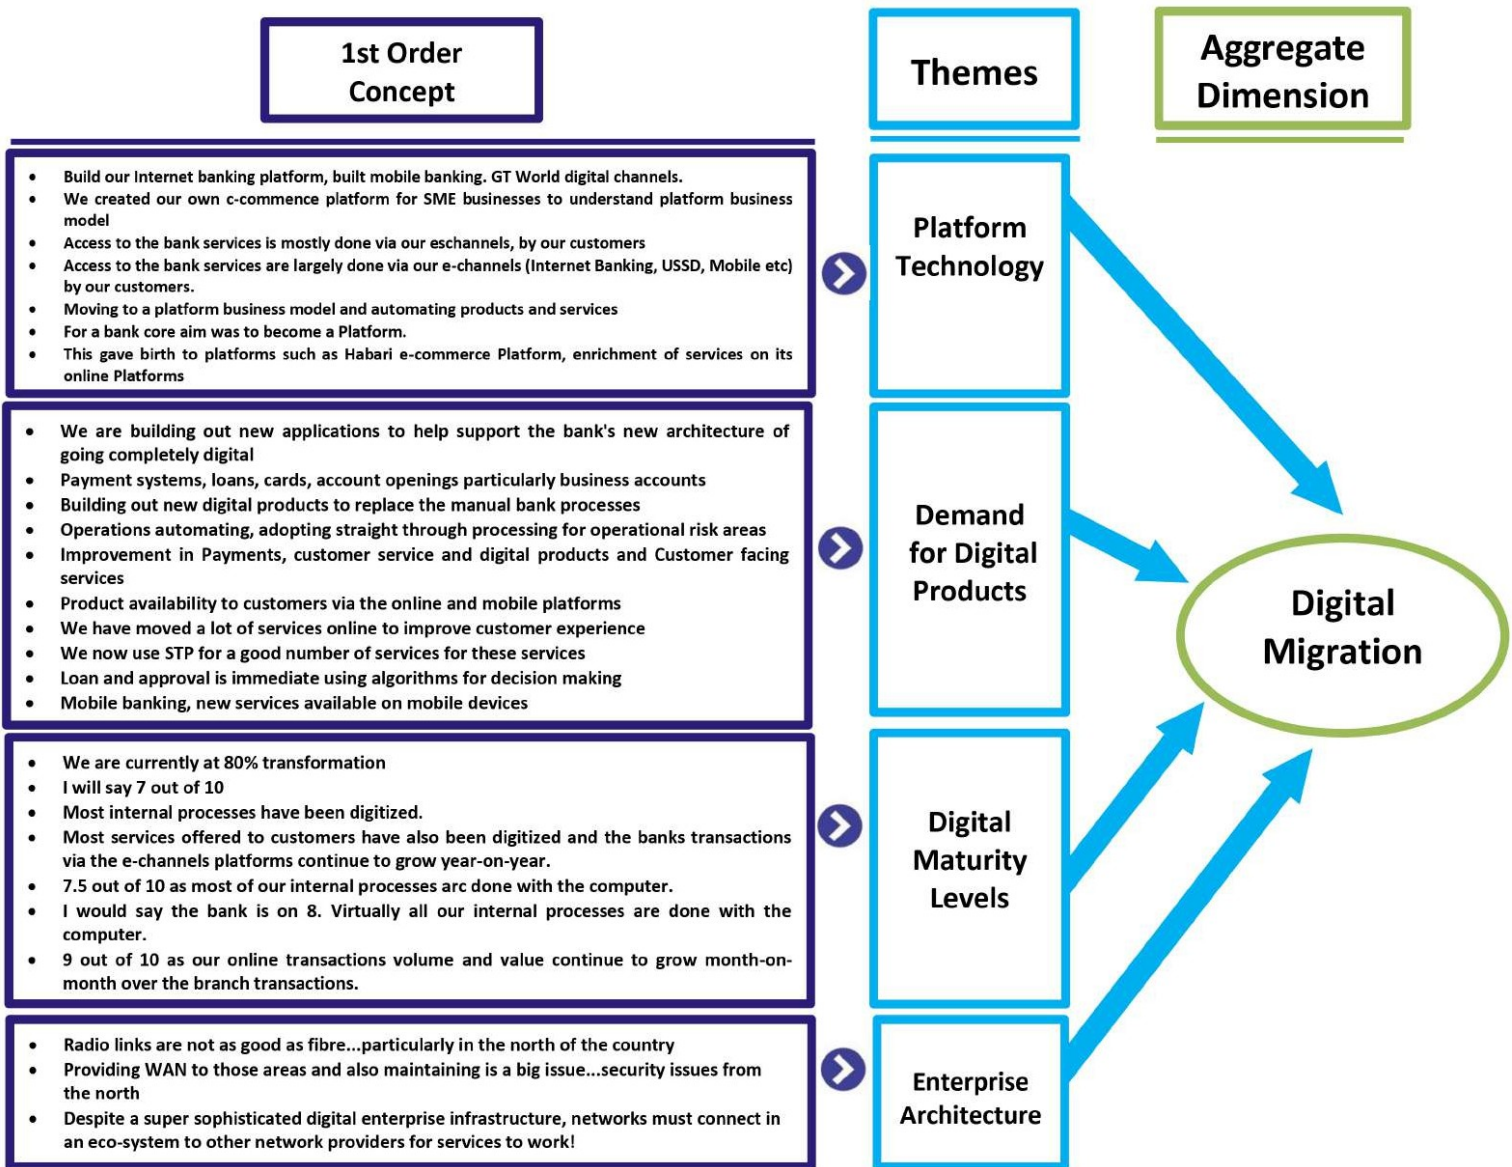 1st Order
Concept
Themes
Aggregate
Dimension
• Build our Internet banking platform, built mobile banking. GT World digital channels.
• We created our own c-commence platform for SME businesses to understand platform business
model
• Access to the bank services is mostly done via our eschannels, by our customers
• Access to the bank services are largely done via our e-channels (Internet Banking, USSD, Mobile etc)
by our customers.
• Moving to a platform business model and automating products and services
• For a bank core aim was to become a Platform.
• This gave birth to platforms such as Habari e-commerce Platform, enrichment of services on its
online Platforms
Platform
Technology
• We are building out new applications to help support the bank's new architecture of
going completely digital
• Payment systems, loans, cards, account openings particularly business accounts
• Building out new digital products to replace the manual bank processes
• Operations automating, adopting straight through processing for operational risk areas
• Improvement in Payments, customer service and digital products and Customer facing
services
• Product availability to customers via the online and mobile platforms
• We have moved a lot of services online to improve customer experience
• We now use STP for a good number of services for these services
• Loan and approval is immediate using algorithms for decision making
• Mobile banking, new services available on mobile devices
Demand
for Digital
Products
Digital
Migration
• We are currently at 80% transformation
• I will say 7 out of 10
• Most internal processes have been digitized.
• Most services offered to customers have also been digitized and the banks transactions
via the e-channels platforms continue to grow year-on-year.
• 7.5 out of 10 as most of our internal processes arc done with the computer.
• I would say the bank is on 8. Virtually all our internal processes are done with the
computer.
• 9 out of 10 as our online transactions volume and value continue to grow month-on-
month over the branch transactions.
Digital
Maturity
Levels
• Radio links are not as good as fibre...particularly in the north of the country
• Providing WAN to those areas and also maintaining is a big issue...security issues from
the north
• Despite a super sophisticated digital enterprise infrastructure, networks must connect in
an eco-system to other network providers for services to work!
Enterprise
Architecture